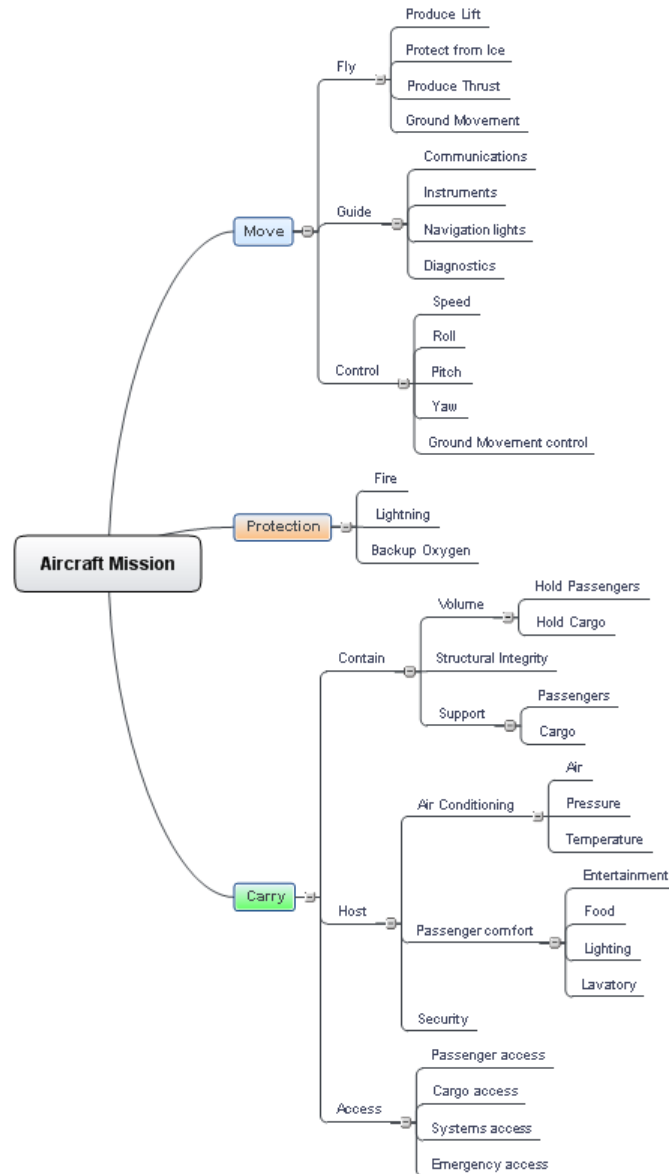 Aircraft Mission
Move
Fly
Produce Lift
Protect from Ice
Produce Thrust
Ground Movement
Guide
Communications
Instruments
Navigation lights
Diagnostics
Control
Speed
Roll
Pitch
Yaw
Ground Movement control
Protection
Fire
Lightning
Backup Oxygen
Carry
Contain
Volume
Hold Passengers
Hold Cargo
Structural Integrity
Support
Passengers
Cargo
Host
Air Conditioning
Air
Pressure
Temperature
Passenger comfort
Entertainment
Food
Lighting
Lavatory
Security
Access
Passenger access
Cargo access
Systems access
Emergency access